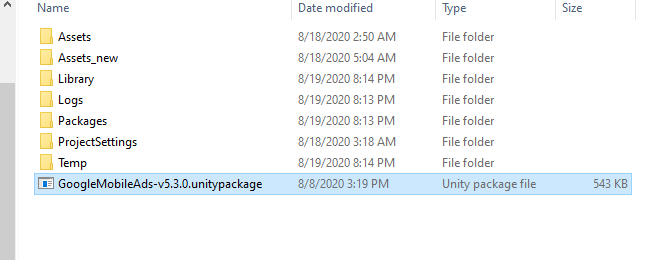 Name Date modified Type Size
Assets 8/18/2020 2:50 AM File folder
Assets_new 8/18/2020 5:04 AM File folder
Library 8/19/2020 8:14 PM File folder
Logs 8/19/2020 8:13 PM File folder
Packages 8/19/2020 8:13 PM File folder
ProjectSettings 8/18/2020 3:18 AM File folder
Temp 8/19/2020 8:14 PM File folder
GoogleMobileAds-v5.3.0.unitypackage 8/8/2020 3:19 PM Unity package file 543 KB